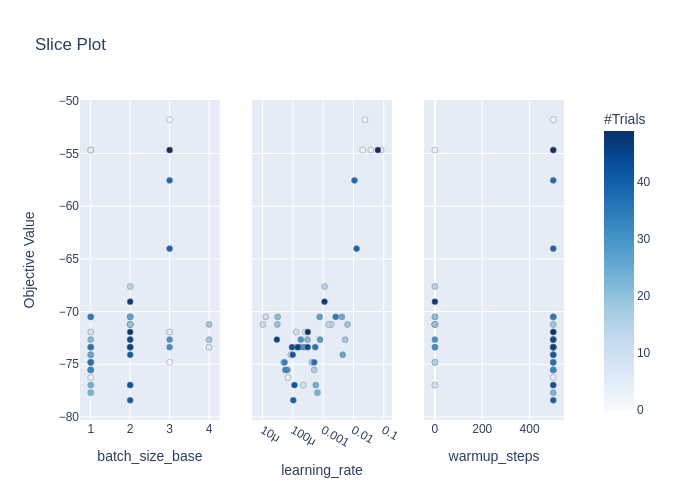 Slice Plot
#Trials
−50
−55
−60
−65
−70
−75
−80
Objective Value
1
2
3
4
batch_size_base
10μ
100μ
0.001
0.01
0.1
learning_rate
0
200
400
warmup_steps
40
30
20
10
0